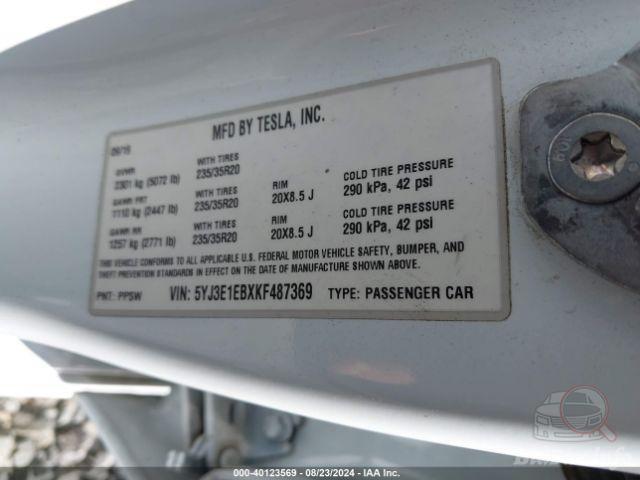 MFD BY TESLA, INC.
09/19
GVWR
2301 kg (5072 lb)
WITH TIRES
235/35R20
GAWR FRT
1110 kg (2447 lb)
WITH TIRES
235/35R20
RIM
20X8.5 J
COLD TIRE PRESSURE
290 kPa, 42 psi
GAWR RR
1257 kg (2771 lb)
WITH TIRES
235/35R20
RIM
20X8.5 J
COLD TIRE PRESSURE
290 kPa, 42 psi
THIS VEHICLE CONFORMS TO ALL APPLICABLE U.S. FEDERAL MOTOR VEHICLE SAFETY, BUMPER, AND
THEFT PREVENTION STANDARDS IN EFFECT ON THE DATE OF MANUFACTURE SHOWN ABOVE.
PNT: PPSW VIN: 5YJ3E1EBXKF487369 TYPE: PASSENGER CAR
000-40123569 - 08/23/2024 - IAA Inc.